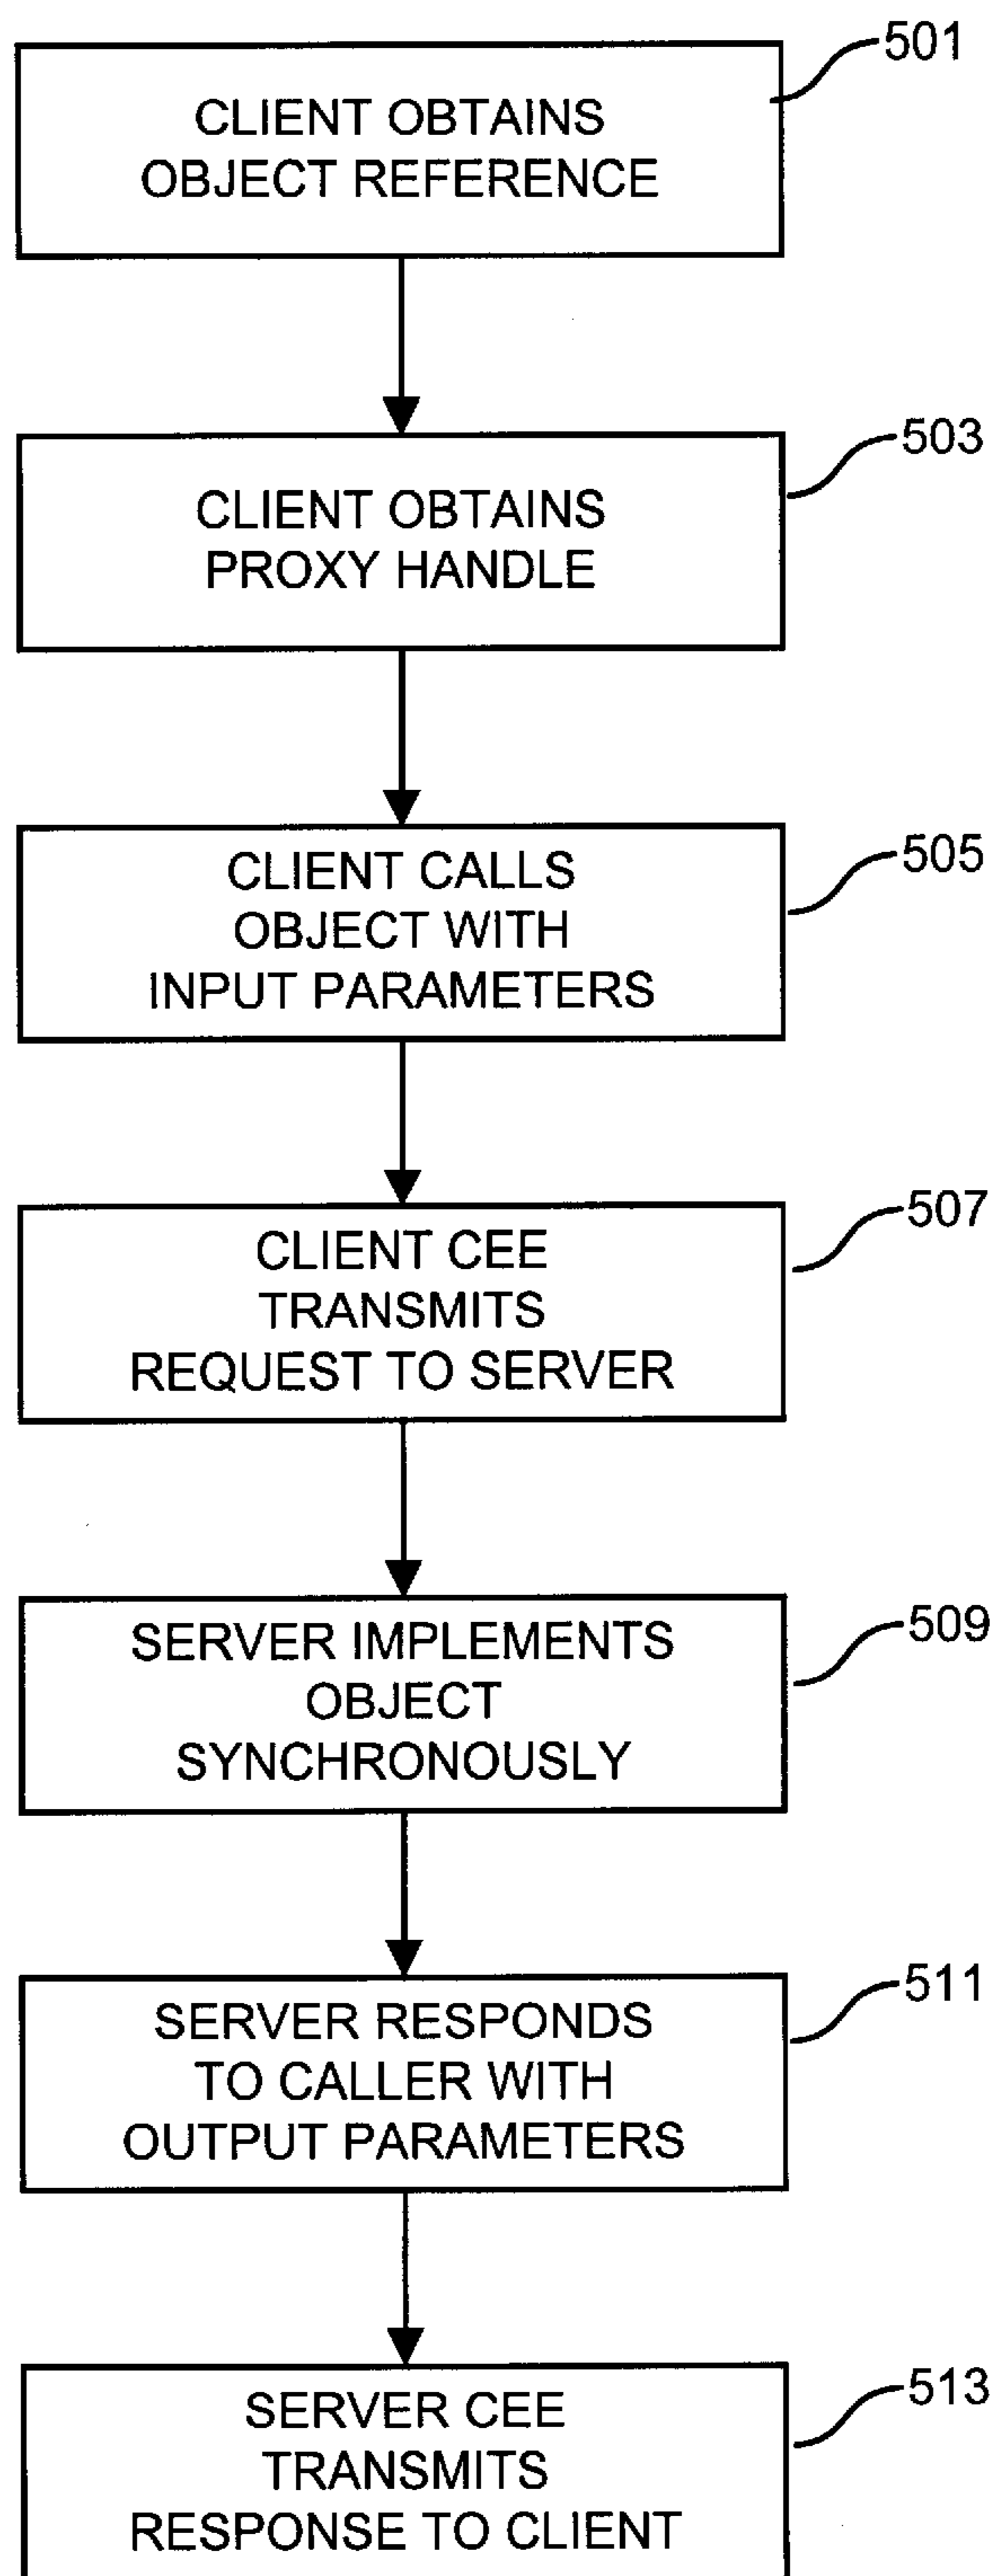 501
CLIENT OBTAINS
OBJECT REFERENCE
503
CLIENT OBTAINS
PROXY HANDLE
505
CLIENT CALLS
OBJECT WITH
INPUT PARAMETERS
507
CLIENT CEE
TRANSMITS
REQUEST TO SERVER
509
SERVER IMPLEMENTS
OBJECT
SYNCHRONOUSLY
511
SERVER RESPONDS
TO CALLER WITH
OUTPUT PARAMETERS
513
SERVER CEE
TRANSMITS
RESPONSE TO CLIENT